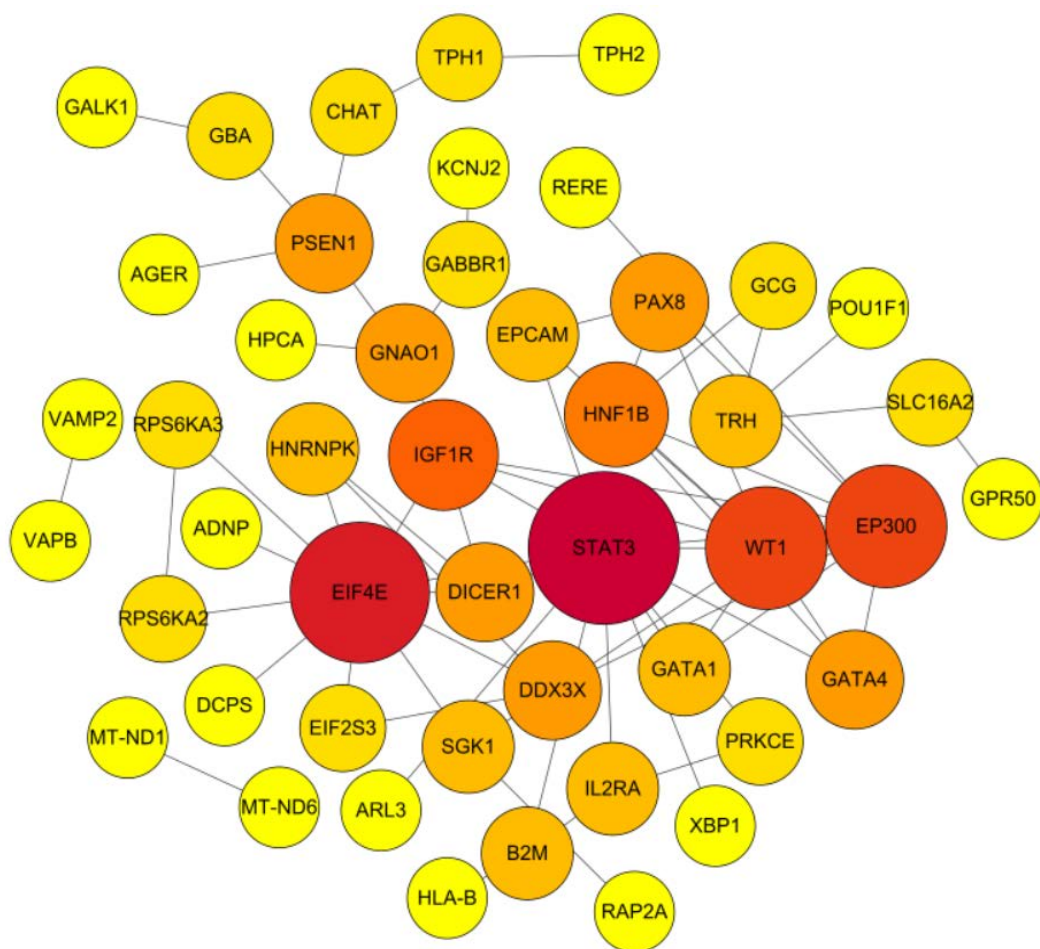 TPH1
TPH2
GALK1
CHAT
GBA
KCNJ2
RERE
PSEN1
AGER
GABBR1
GCG
PAX8
POU1F1
EPCAM
HPCA
GNAO1
SLC16A2
VAMP2
RPS6KA3
HNF1B
TRH
HNRNPK
IGF1R
GPR50
ADNP
EP300
VAPB
STAT3
WT1
EIF4E
DICER1
RPS6KA2
GATA1
GATA4
DDX3X
DCPS
EIF2S3
MT-ND1
SGK1
PRKCE
IL2RA
MT-ND6
ARL3
XBP1
B2M
HLA-B
RAP2A